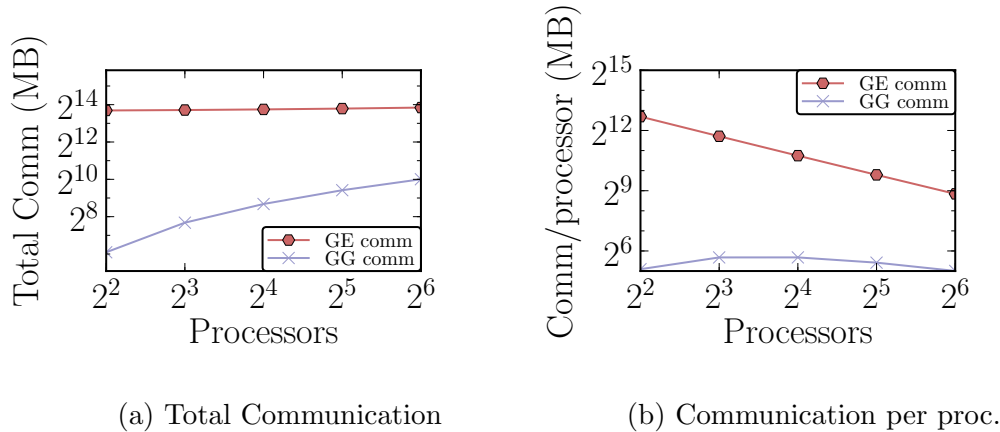 Total Comm (MB)
2^14
2^12
2^10
2^8
GE comm
GG comm
2^2 2^3 2^4 2^5 2^6
Processors
(a) Total Communication
Comm/processor (MB)
2^15
2^12
2^9
2^6
GE comm
GG comm
2^2 2^3 2^4 2^5 2^6
Processors
(b) Communication per proc.